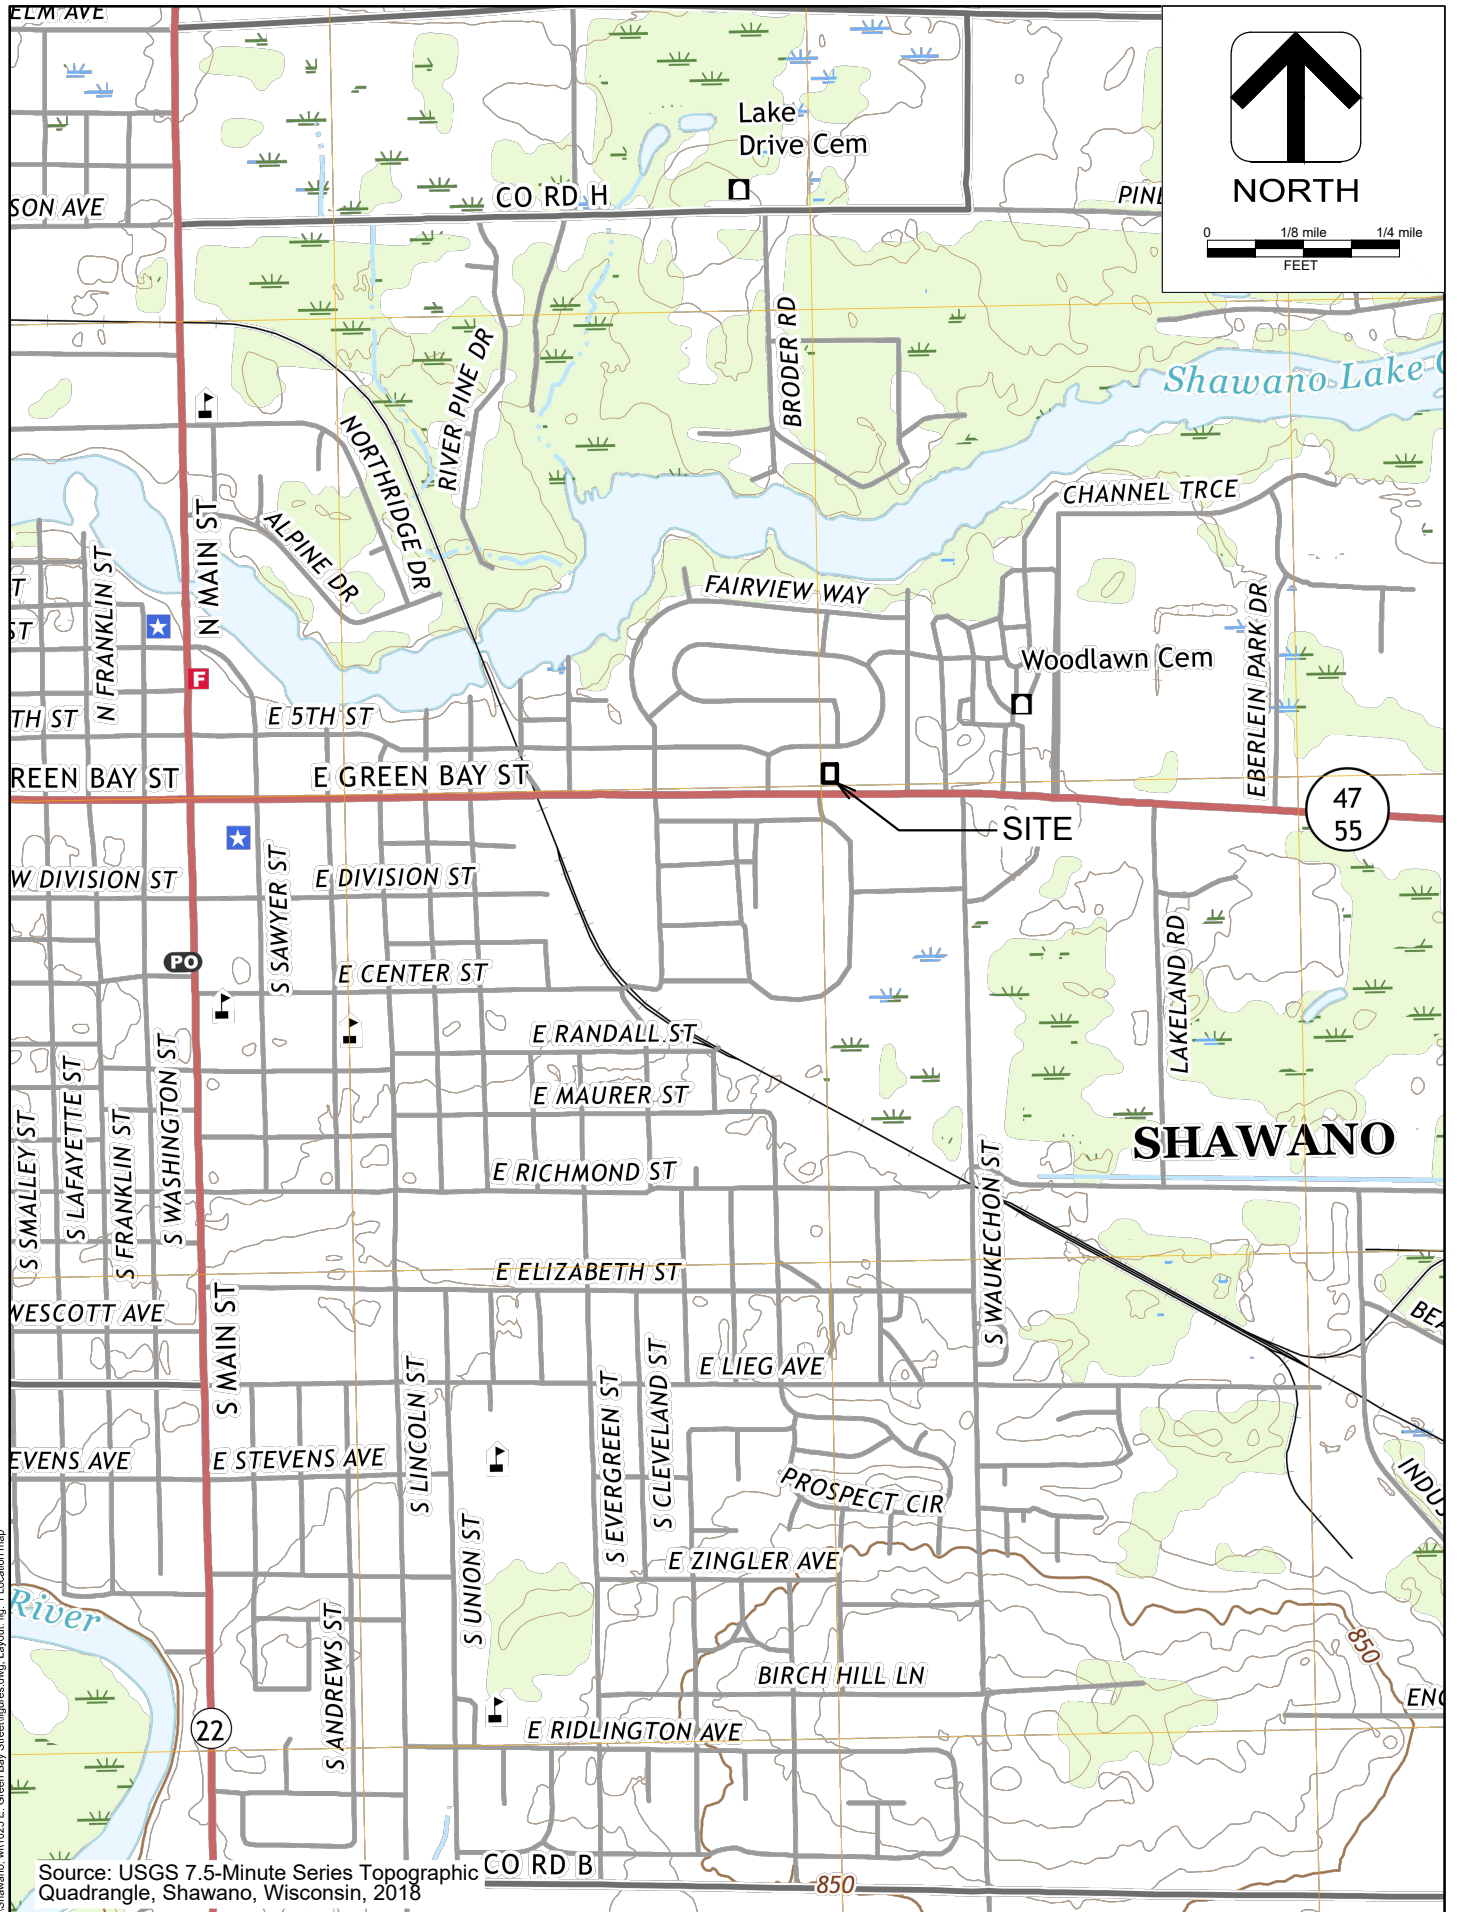 ELM AVE
Lake
Drive Cem
NORTH
0 1/8 mile 1/4 mile
FEET
CO RD H
SON AVE
PINE
BRODER RD
RIVER PINE DR
Shawano Lake
NORTHRIDGE DR
CHANNEL TRCE
N MAIN ST
ALPINE DR
N FRANKLIN ST
T
FAIRVIEW WAY
ST
EBERLEIN PARK DR
Woodlawn Cem
F
TH ST
E 5TH ST
REEN BAY ST
E GREEN BAY ST
47
55
SITE
W DIVISION ST
E DIVISION ST
S SAWYER ST
PO
E CENTER ST
LAKELAND RD
E RANDALL ST
E MAURER ST
S WASHINGTON ST
S LAFAYETTE ST
S SMALLEY ST
S FRANKLIN ST
SHAWANO
E RICHMOND ST
S WAUKECHON ST
E ELIZABETH ST
WESCOTT AVE
S MAIN ST
BEA
E LIEG AVE
S LINCOLN ST
S EVERGREEN ST
S CLEVELAND ST
EVENS AVE
E STEVENS AVE
PROSPECT CIR
INDUS
S UNION ST
E ZINGLER AVE
River
S ANDREWS ST
850
BIRCH HILL LN
ENG
22
E RIDLINGTON AVE
CO RD B
850
Source: USGS 7.5-Minute Series Topographic
Quadrangle, Shawano, Wisconsin, 2018